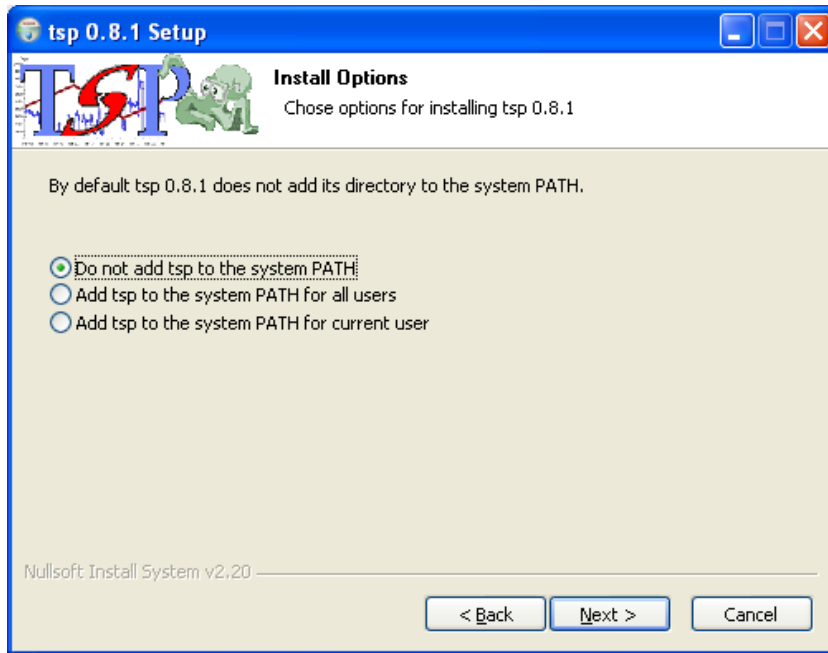 tsp 0.8.1 Setup
TSP
Install Options
Chose options for installing tsp 0.8.1
By default tsp 0.8.1 does not add its directory to the system PATH.
Do not add tsp to the system PATH
Add tsp to the system PATH for all users
Add tsp to the system PATH for current user
Nullsoft Install System v2.20
< Back
Next >
Cancel